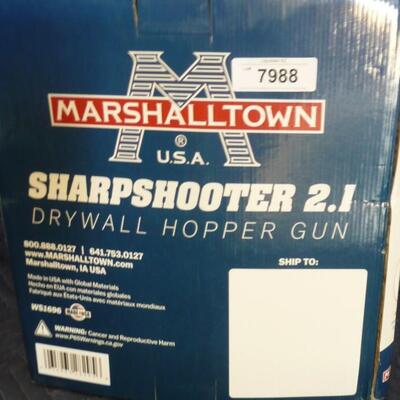 7988
MARSHALLTOWN
®
U.S.A.
SHARPSHOOTER 2.1
DRYWALL HOPPER GUN
800.888.0127 | 641.753.0127
www.MARSHALLTOWN.com
Marshalltown, IA USA
SHIP TO:
Made in USA with Global Materials
Hecho en EUA con materiales globales
Fabriqué aux États-Unis avec matériaux mondiaux
WS1696
WARNING: Cancer and Reproductive Harm
www.P65Warnings.ca.gov